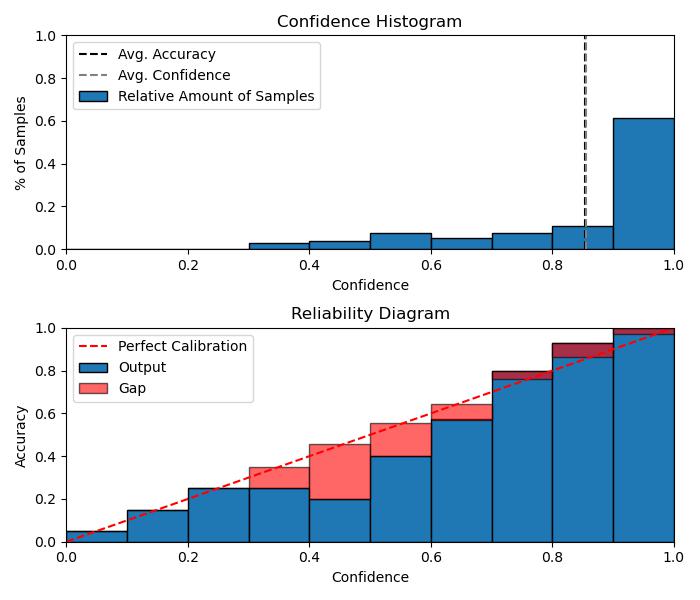 Confidence Histogram
1.0
0.8
0.6
0.4
0.2
0.0
% of Samples
Avg. Accuracy
Avg. Confidence
Relative Amount of Samples
0.0 0.2 0.4 0.6 0.8 1.0
Confidence
Reliability Diagram
1.0
0.8
0.6
0.4
0.2
0.0
Accuracy
Perfect Calibration
Output
Gap
0.0 0.2 0.4 0.6 0.8 1.0
Confidence